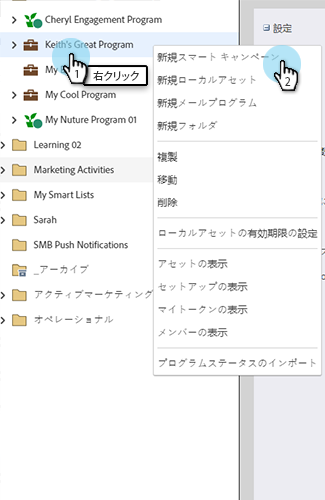 Cheryl Engagement Program
設定
Keith's Great Program
1
右クリック
新規スマート キャンペーン
2
新規ローカルアセット
新規メールプログラム
新規フォルダ
複製
移動
削除
ローカルアセットの有効期限の設定
アセットの表示
セットアップの表示
マイトークンの表示
メンバーの表示
プログラムステータスのインポート
My
My Cool Program
My Nuture Program 01
Learning 02
Marketing Activities
My Smart Lists
Sarah
SMB Push Notifications
_アーカイブ
アクティブマーケティング
オペレーショナル